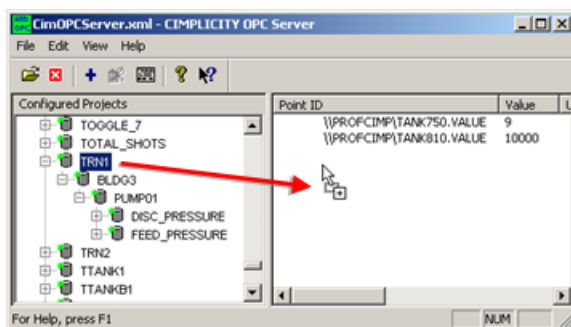 CimOPCServer.xml - CIMPLICITY OPC Server
File Edit View Help
Configured Projects
TOGGLE_7
TOTAL_SHOTS
TRN1
BLDG3
PUMP01
DISC_PRESSURE
FEED_PRESSURE
TRN2
TTANK1
TTANKB1
Point ID Value
\\PROFCIMP\TANK750.VALUE 9
\\PROFCIMP\TANK810.VALUE 10000
For Help, press F1 NUM